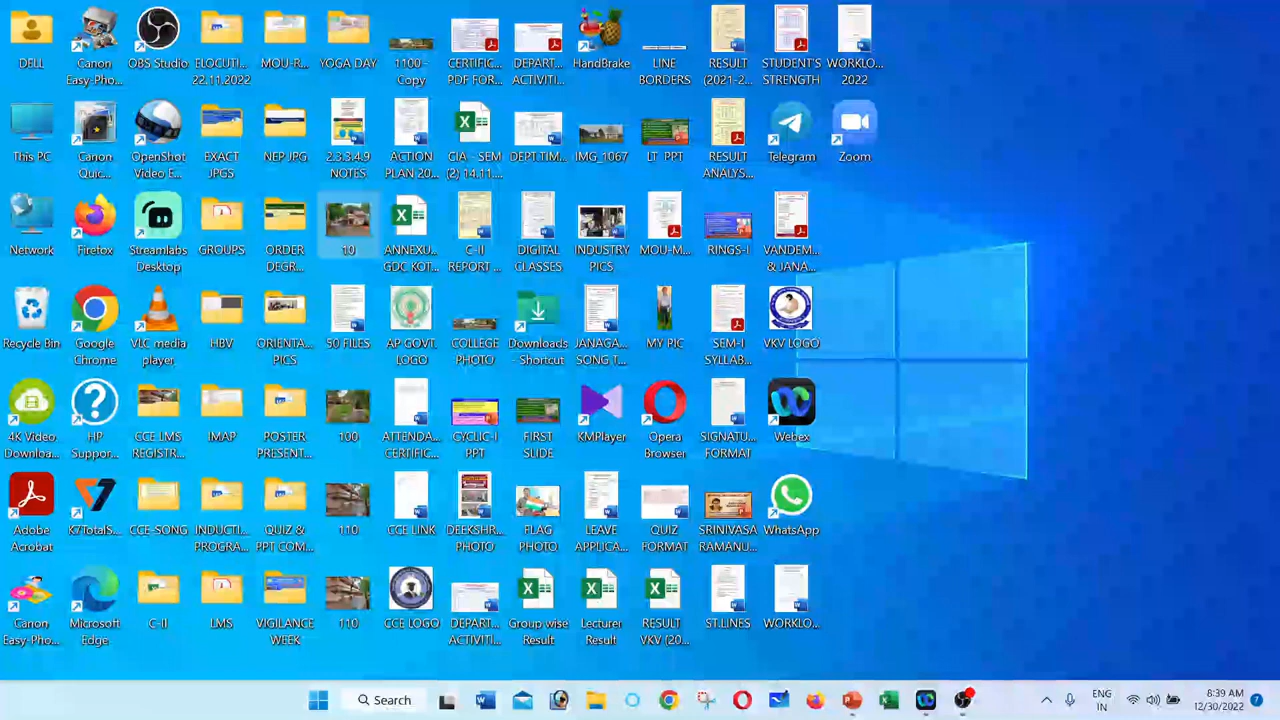 DELL
Canon
Easy-Pho...
OBS Studio
ELOCUTI...
22.11.2022
MOU-R...
YOGA DAY
1100 -
Copy
CERTIFIC...
PDF FOR...
DEPART...
ACTIVITI...
HandBrake
LINE
BORDERS
RESULT
(2021-2...
STUDENT'S
STRENGTH
WORKLO...
2022
This PC
Canon
Quic...
OpenShot
Video E...
EXACT
JPGS
NEP JPG
2.3.3.4.9
NOTES
ACTION
PLAN 20...
CIA - SEM
(2) 14.11....
DEPT TIM...
IMG_1067
LT PPT
RESULT
ANALYS...
Telegram
Zoom
Network
Firefox
Streamlabs
Desktop
GROUPS
ORDER
DEGR...
10
ANNEXU...
GDC KOT...
C-II
REPORT ...
DIGITAL
CLASSES
INDUSTRY
PICS
MOU-M...
RINGS-I
VANDEM...
& JANA...
Recycle Bin
Google
Chrome
VLC media
player
HBV
ORIENTA...
PICS
50 FILES
AP GOVT.
LOGO
COLLEGE
PHOTO
Downloads
- Shortcut
JANAGA...
SONG T...
MY PIC
SEM-I
SYLLAB...
VKV LOGO
4K Video
Downloa...
HP
Suppor...
CCE LMS
REGISTR...
IMAP
POSTER
PRESENT...
100
ATTENDA...
CERTIFIC...
CYCLIC-I
PPT
FIRST
SLIDE
KMPlayer
Opera
Browser
SIGNATU...
FORMAT
Webex
Adobe
Acrobat
K7TotalS...
CCE-SONG
INDUCTI...
PROGRA...
QUIZ &
PPT COM...
110
CCE LINK
DEEKSHR...
PHOTO
FLAG
PHOTO
LEAVE
APPLICA...
QUIZ
FORMAT
SRINIVASA
RAMANU...
WhatsApp
Canon
Easy-Pho...
Microsoft
Edge
C-II
LMS
VIGILANCE
WEEK
110
CCE LOGO
DEPART...
ACTIVITI...
Group wise
Result
Lecturer
Result
RESULT
VKV (20...
ST.LINES
WORKLO...
Search
ENG
IN
12/30/2022